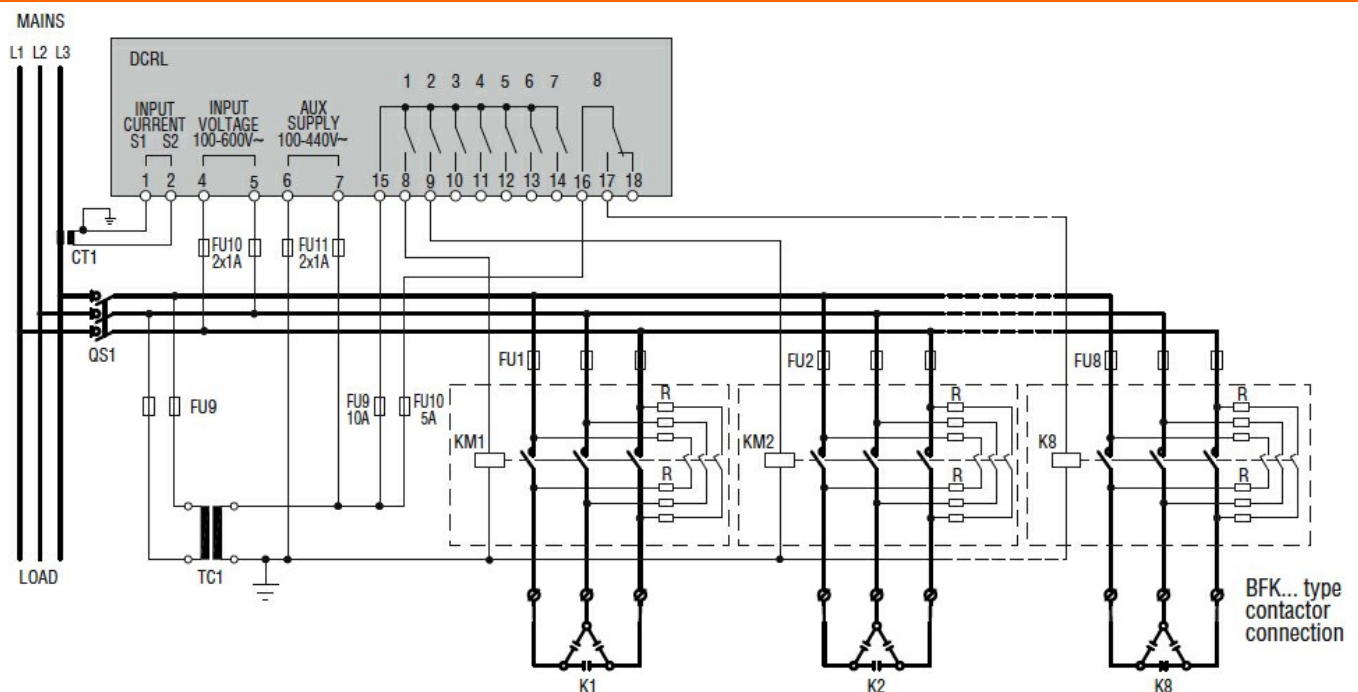 MAINS
L1 L2 L3
DCRL
1 2 3 4 5 6 7 8
INPUT CURRENT
S1 S2
INPUT VOLTAGE
100-600V~
AUX SUPPLY
100-440V~
1 2 4 5 6 7 15 8 9 10 11 12 13 14 16 17 18
CT1
FU10
2x1A
FU11
2x1A
QS1
FU9
FU9
10A
FU10
5A
FU1
FU2
FU8
R
R
R
KM1
KM2
K8
R
R
R
LOAD
TC1
BFK... type
contactor
connection
K1
K2
K8